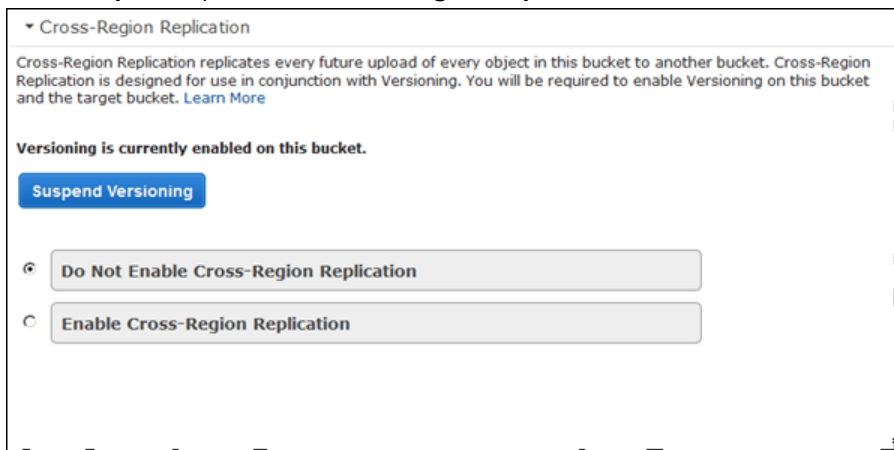 Cross-Region Replication
Cross-Region Replication replicates every future upload of every object in this bucket to another bucket. Cross-Region
Replication is designed for use in conjunction with Versioning. You will be required to enable Versioning on this bucket
and the target bucket. Learn More
Versioning is currently enabled on this bucket.
Suspend Versioning
Do Not Enable Cross-Region Replication
Enable Cross-Region Replication